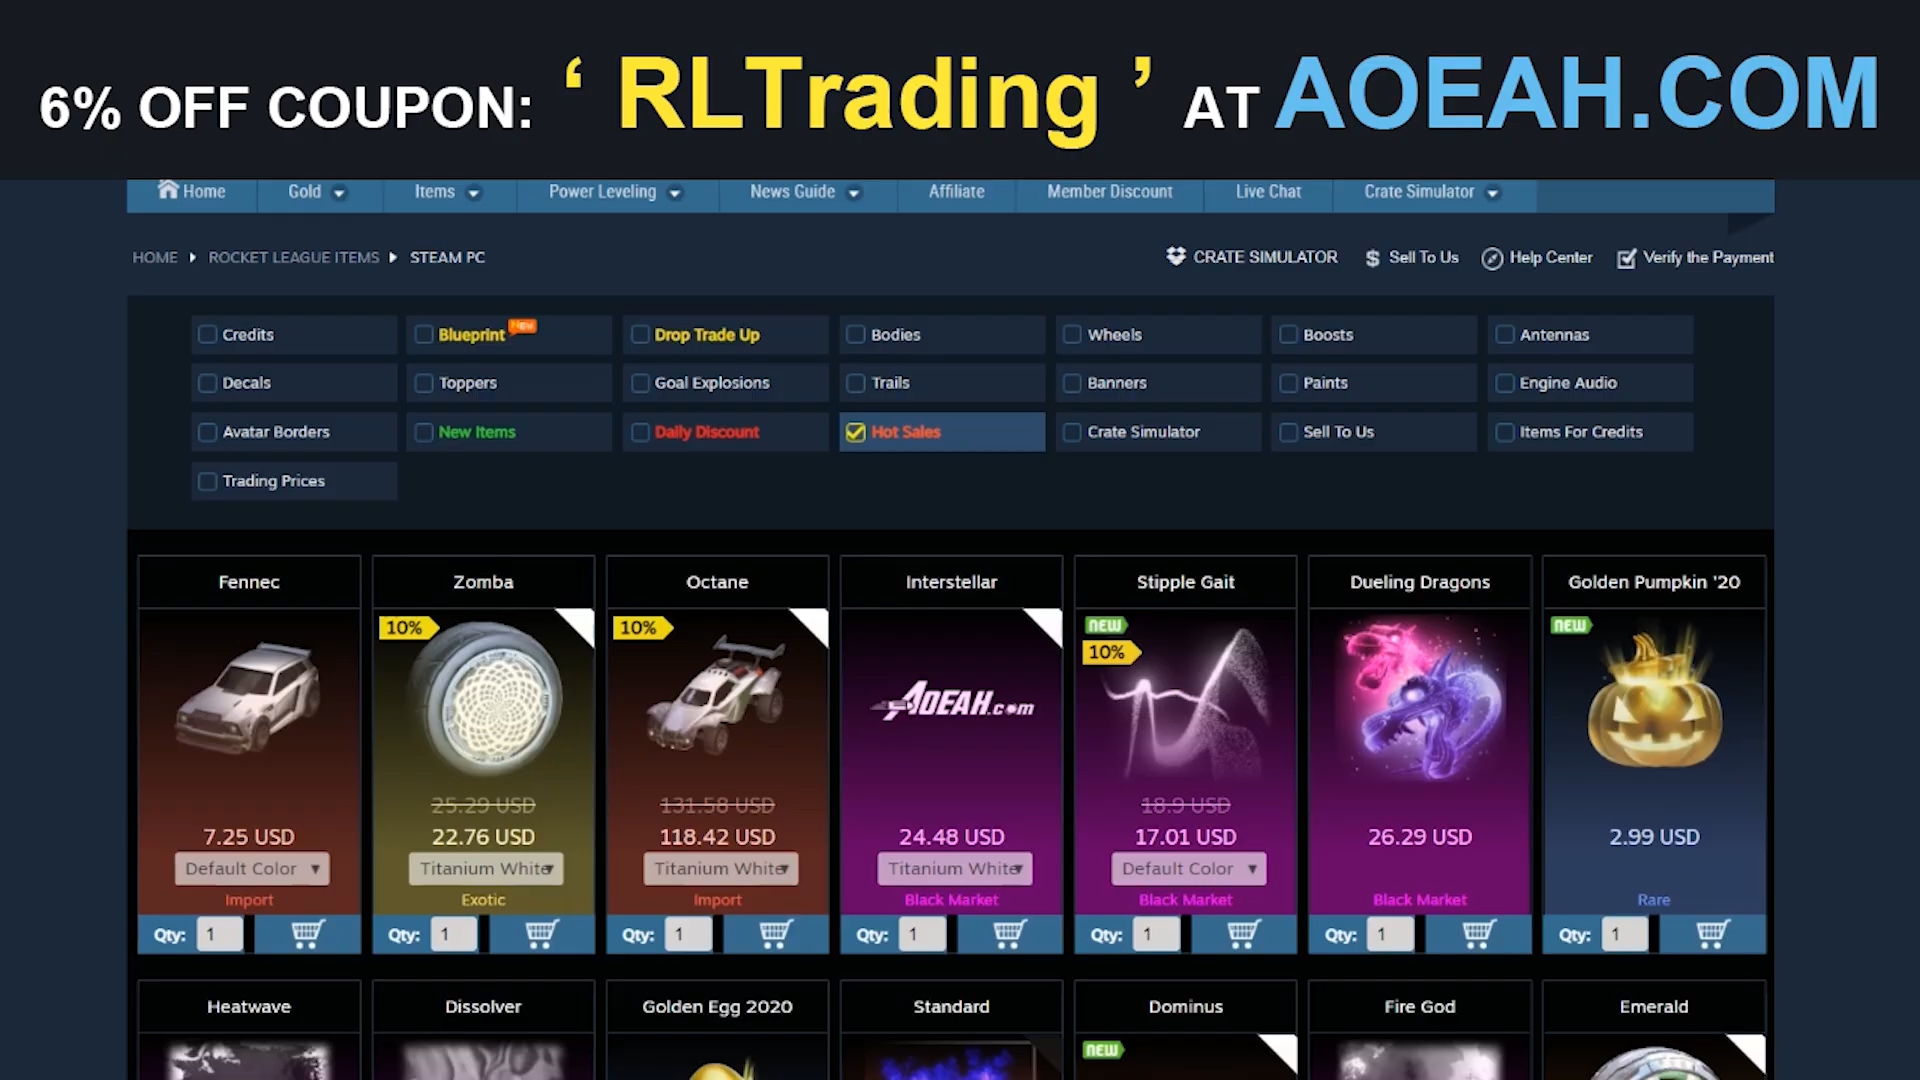 6% OFF COUPON: ‘ RLTrading ’ AT AOEAH.COM
Home Gold Items Power Leveling News Guide Affiliate Member Discount Live Chat Crate Simulator
HOME ROCKET LEAGUE ITEMS STEAM PC
CRATE SIMULATOR $ Sell To Us Help Center Verify the Payment
Credits Blueprint New Drop Trade Up Bodies Wheels Boosts Antennas
Decals Toppers Goal Explosions Trails Banners Paints Engine Audio
Avatar Borders New Items Daily Discount Hot Sales Crate Simulator Sell To Us Items For Credits
Trading Prices
Fennec Zomba Octane Interstellar Stipple Gait Dueling Dragons Golden Pumpkin '20
10% 10% NEW NEW
10%
AOEAH.com
25.29 USD 131.58 USD 18.9 USD
7.25 USD 22.76 USD 118.42 USD 24.48 USD 17.01 USD 26.29 USD 2.99 USD
Default Color Titanium White Titanium White Titanium White Default Color
Import Exotic Import Black Market Black Market Black Market Rare
Qty: 1 Qty: 1 Qty: 1 Qty: 1 Qty: 1 Qty: 1 Qty: 1
Heatwave Dissolver Golden Egg 2020 Standard Dominus Fire God Emerald
NEW